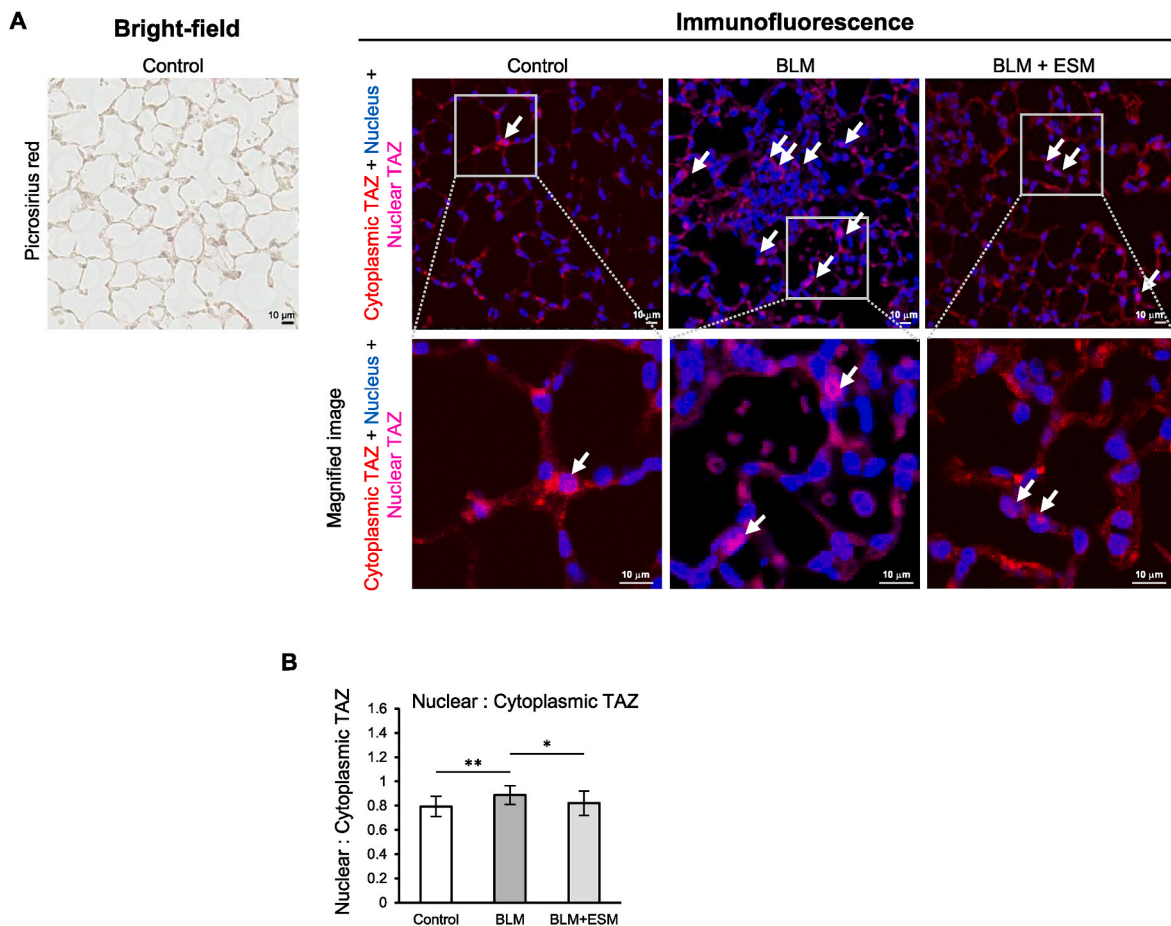 A
Bright-field
Immunofluorescence
Control
Control
BLM
BLM + ESM
Picrosirius red
Cytoplasmic TAZ + Nucleus +
Nuclear TAZ
10 µm
10 µm
10 µm
10 µm
Magnified image
Cytoplasmic TAZ + Nucleus +
Nuclear TAZ
10 µm
10 µm
10 µm
B
Nuclear : Cytoplasmic TAZ
Nuclear : Cytoplasmic TAZ
1.6
1.4
1.2
1
0.8
0.6
0.4
0.2
0
**
*
Control
BLM
BLM+ESM